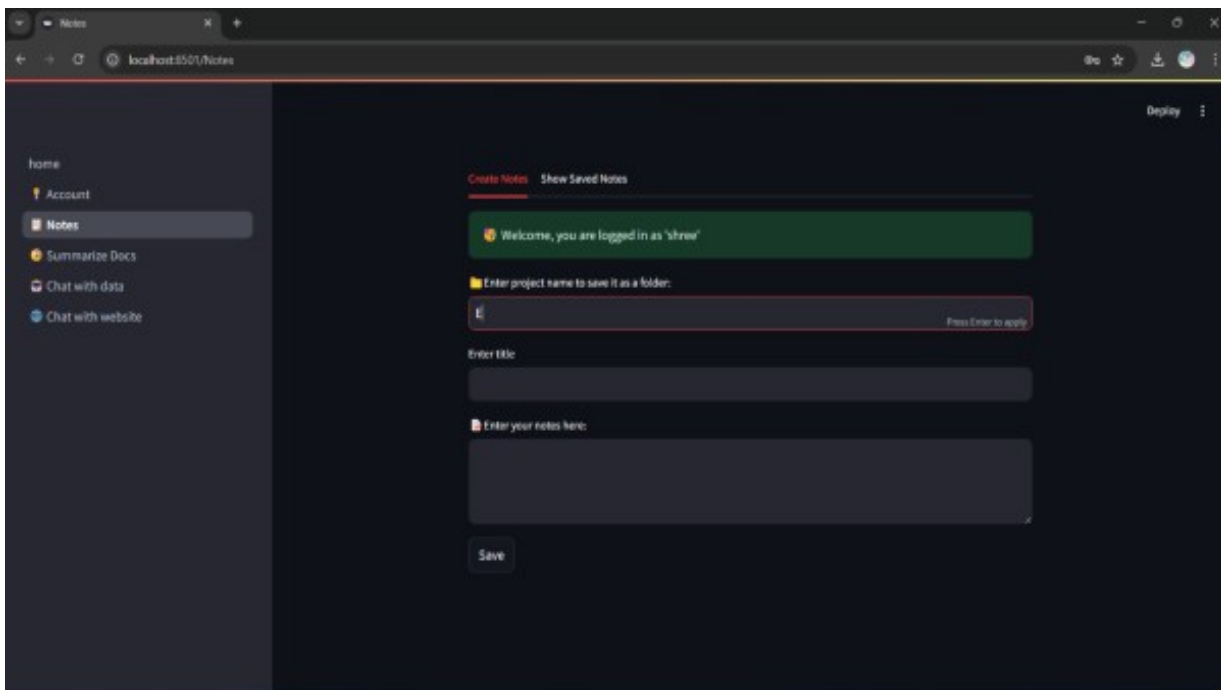 Notes
localhost:8501/Notes
Deploy
home
Account
Notes
Summarize Docs
Chat with data
Chat with website
Create Notes Show Saved Notes
Welcome, you are logged in as 'shree'
Enter project name to save it as a folder:
E
Press Enter to apply
Enter title
Enter your notes here:
Save